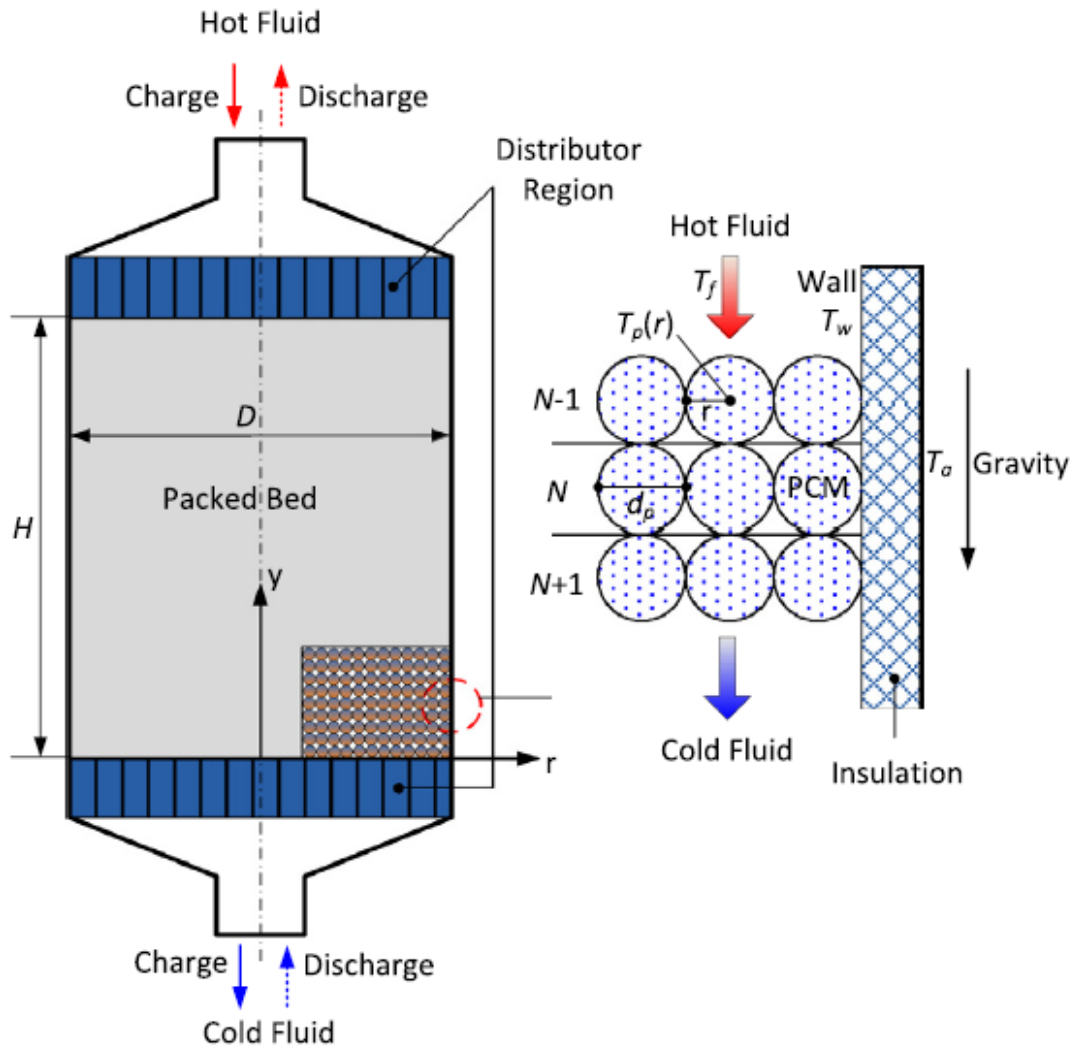 Hot Fluid
Charge
Discharge
Distributor
Region
H
D
Packed Bed
y
r
Charge
Discharge
Cold Fluid
Hot Fluid
T_f
Wall
T_w
T_p(r)
N-1
r
N
d_p
PCM
T_a
Gravity
N+1
Cold Fluid
Insulation